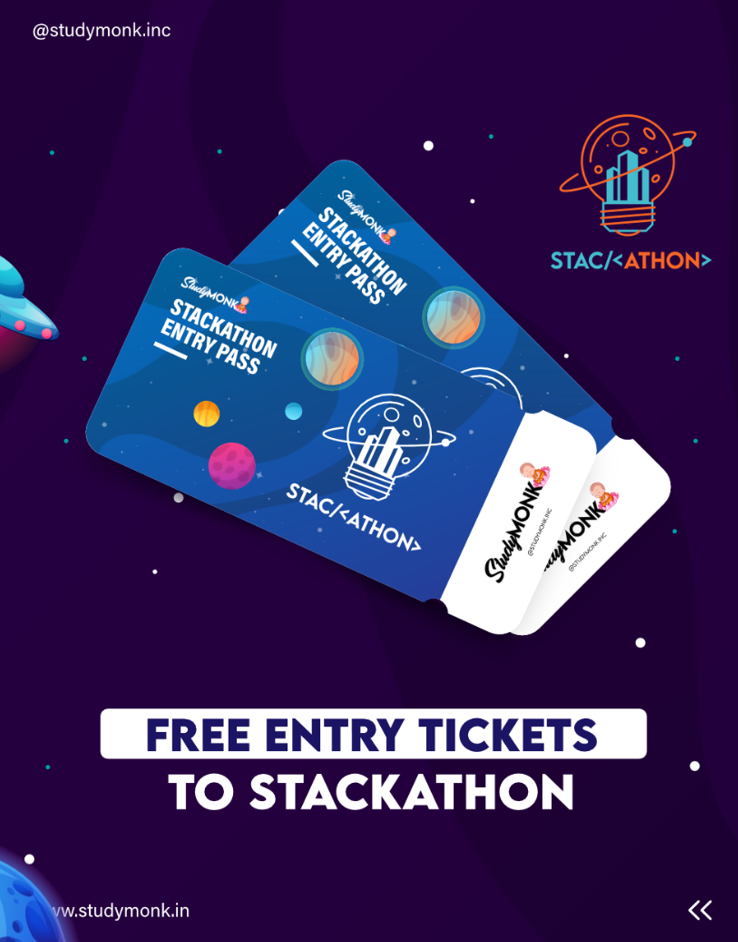 @studymonk.inc
STAC/<ATHON>
StudyMONK
STACKATHON
ENTRY PASS
StudyMONK
STACKATHON
ENTRY PASS
STAC/<ATHON>
StudyMONK
@STUDYMONK.INC
MONK
@STUDYMONK.INC
FREE ENTRY TICKETS
TO STACKATHON
ww.studymonk.in